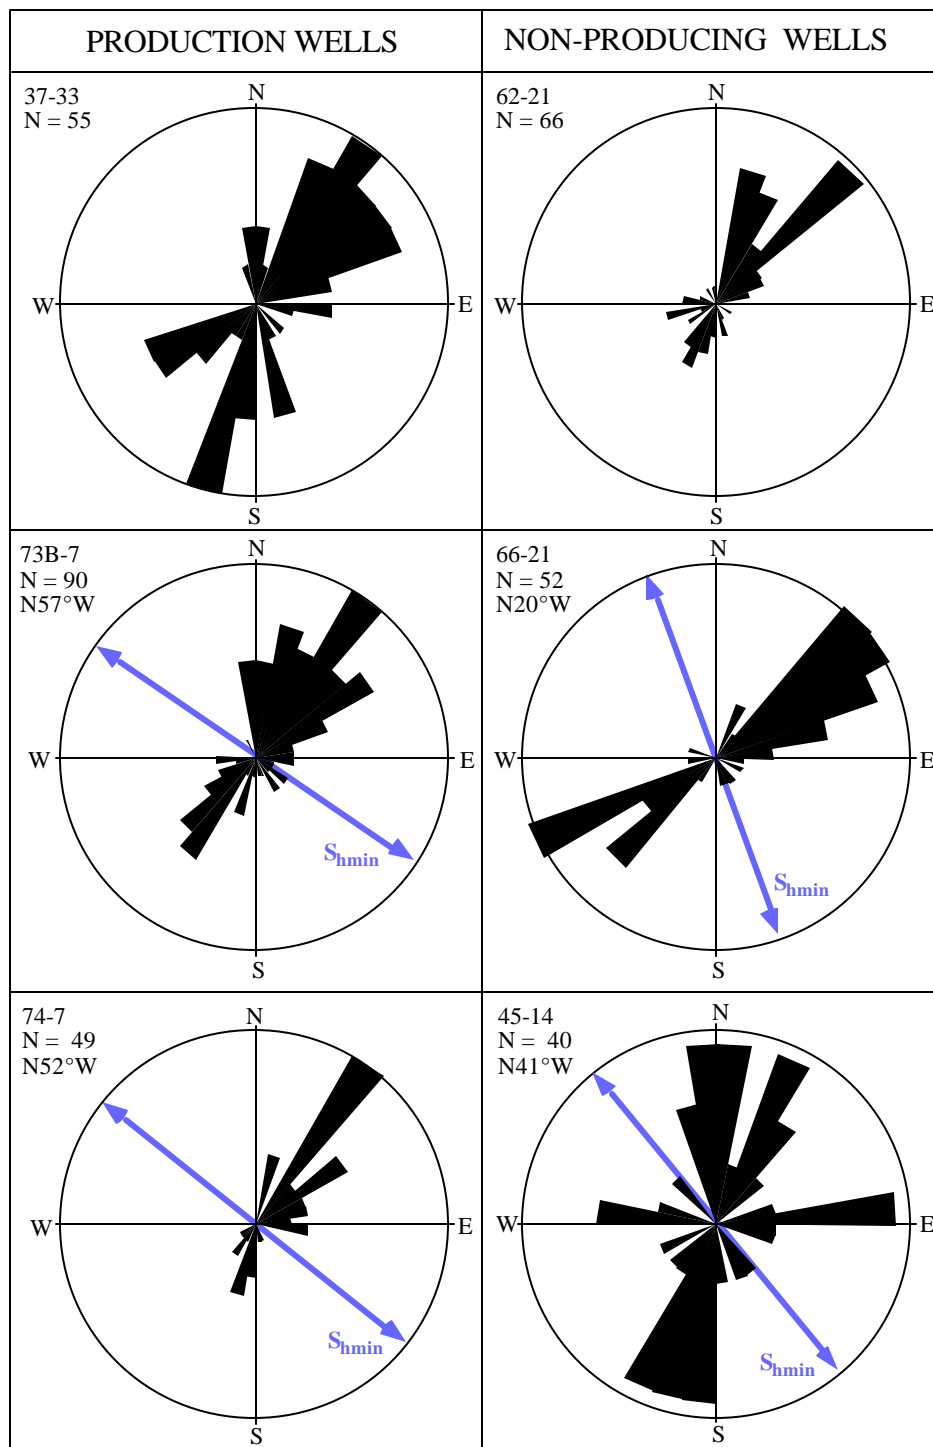 PRODUCTION WELLS
NON-PRODUCING WELLS
37-33
N = 55
N
W
E
S
62-21
N = 66
N
W
E
S
73B-7
N = 90
N57°W
N
W
E
S
Shmin
66-21
N = 52
N20°W
N
W
E
S
Shmin
74-7
N = 49
N52°W
N
W
E
S
Shmin
45-14
N = 40
N41°W
N
W
E
S
Shmin